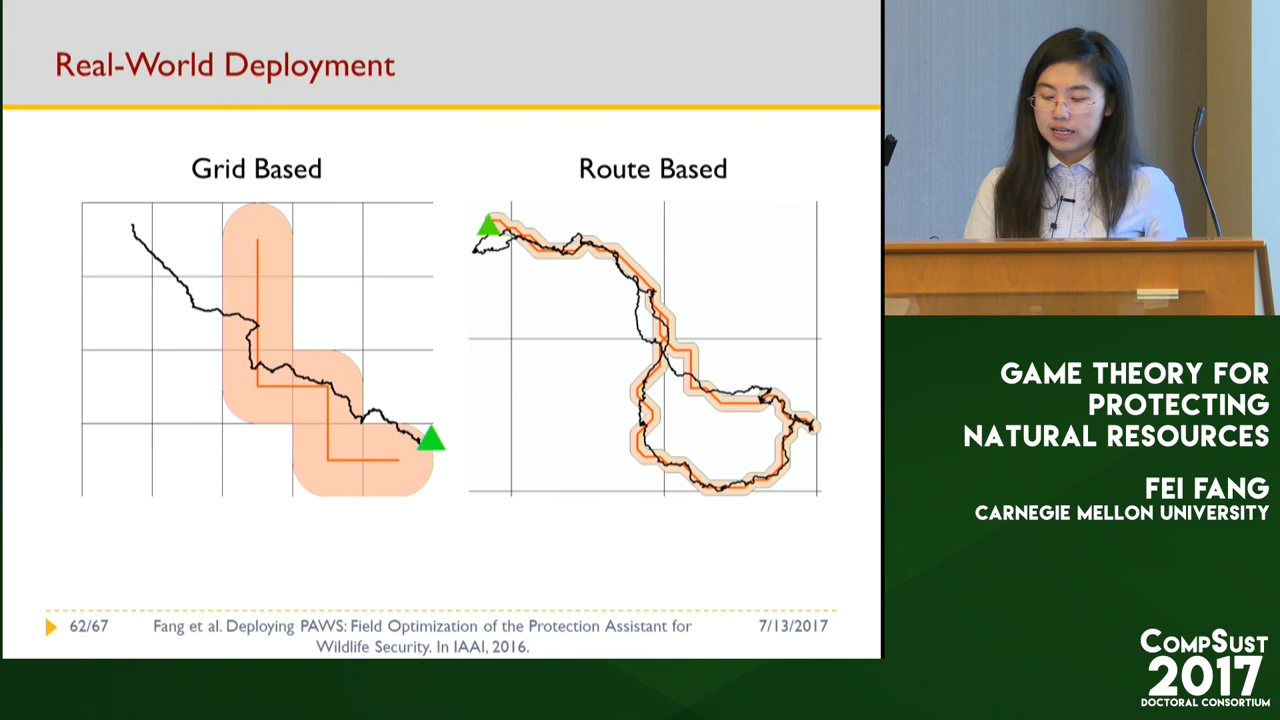 Real-World Deployment
Grid Based
Route Based
62/67
Fang et al. Deploying PAWS: Field Optimization of the Protection Assistant for
Wildlife Security. In IAAI, 2016.
7/13/2017
GAME THEORY FOR
PROTECTING
NATURAL RESOURCES
FEI FANG
CARNEGIE MELLON UNIVERSITY
COMPSUST
2017
DOCTORAL CONSORTIUM